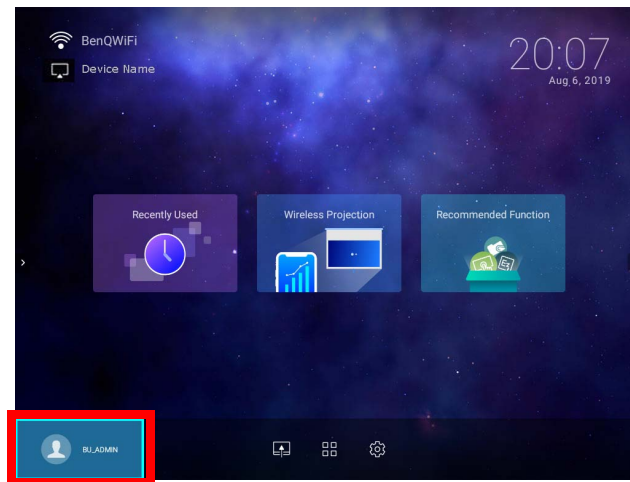 BenQWiFi
Device Name
20:07
Aug 6, 2019
Recently Used
Wireless Projection
Recommended Function
BU_ADMIN